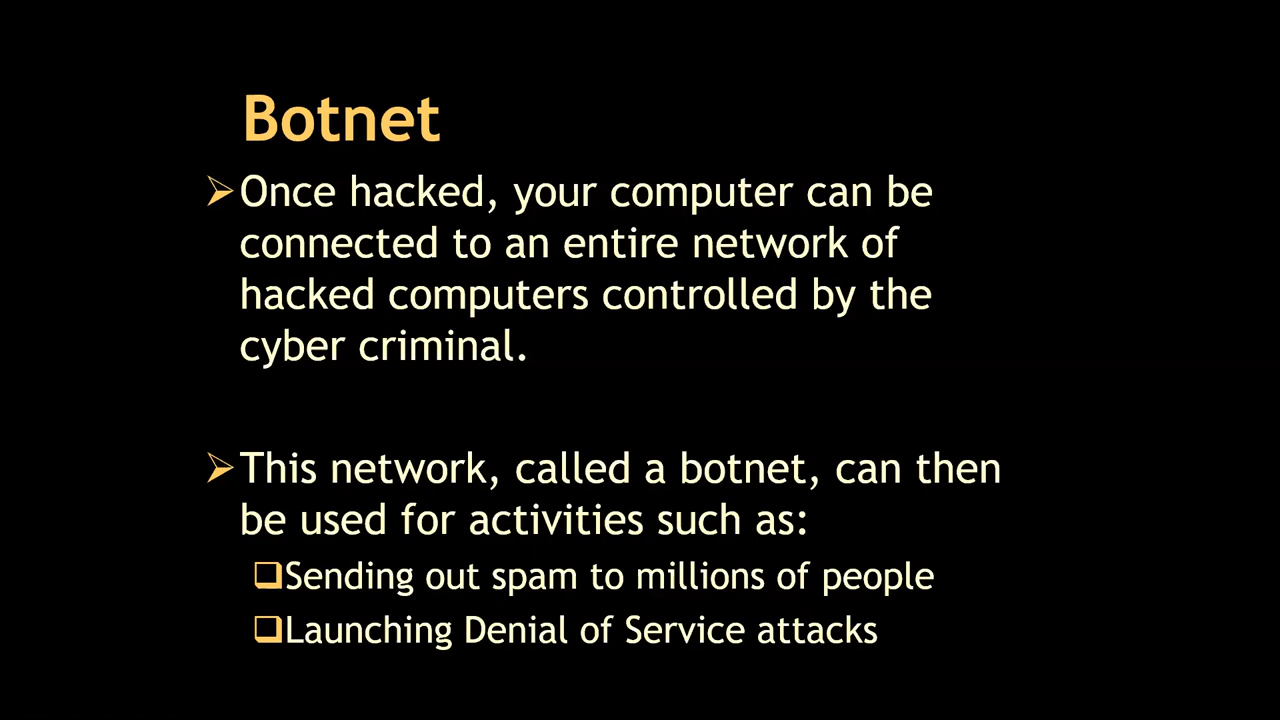 Botnet
➢Once hacked, your computer can be
connected to an entire network of
hacked computers controlled by the
cyber criminal.
➢This network, called a botnet, can then
be used for activities such as:
❑Sending out spam to millions of people
❑Launching Denial of Service attacks